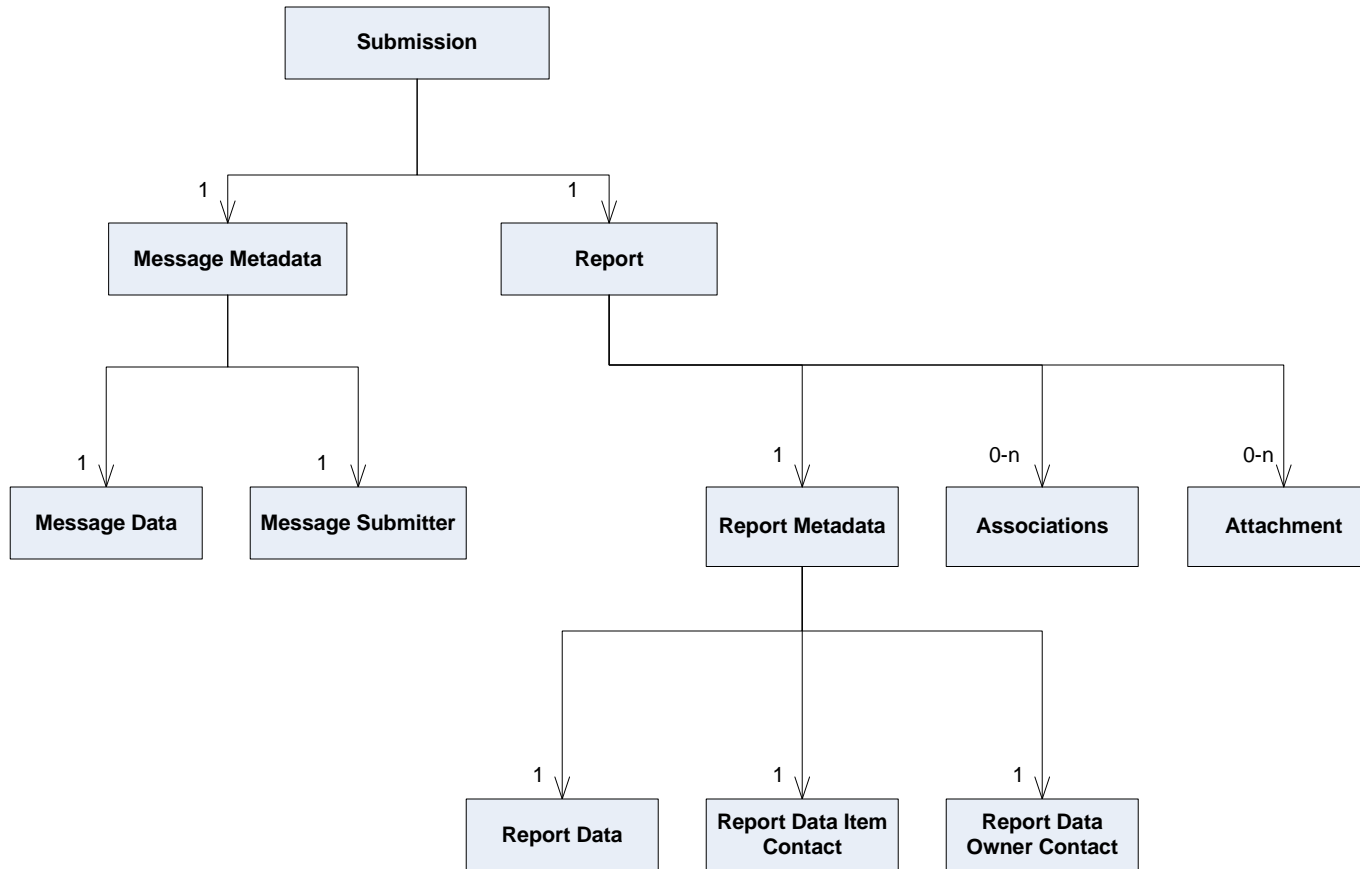 Submission
1
1
Message Metadata
Report
1
1
1
0-n
0-n
Message Data
Message Submitter
Report Metadata
Associations
Attachment
1
1
1
Report Data
Report Data Item
Contact
Report Data
Owner Contact